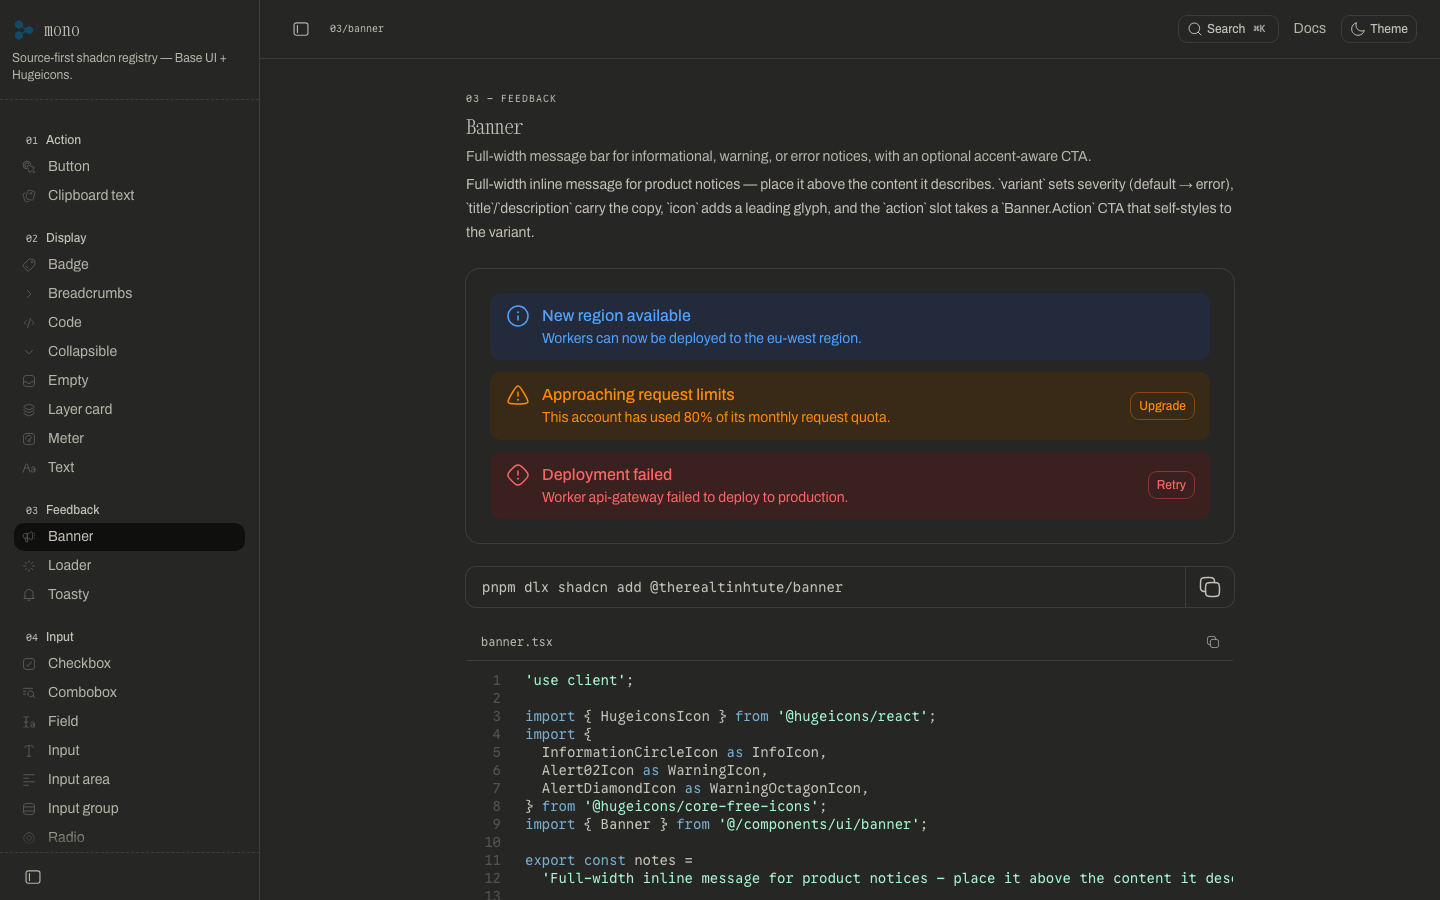 mono
Source-first shadcn registry — Base UI +
Hugeicons.
01 Action
Button
Clipboard text
02 Display
Badge
Breadcrumbs
Code
Collapsible
Empty
Layer card
Meter
Text
03 Feedback
Banner
Loader
Toasty
04 Input
Checkbox
Combobox
Field
Input
Input area
Input group
Radio
03/banner
Search ⌘K
Docs
Theme
03 — FEEDBACK
Banner
Full-width message bar for informational, warning, or error notices, with an optional accent-aware CTA.
Full-width inline message for product notices — place it above the content it describes. `variant` sets severity (default → error),
`title`/`description` carry the copy, `icon` adds a leading glyph, and the `action` slot takes a `Banner.Action` CTA that self-styles to
the variant.
New region available
Workers can now be deployed to the eu-west region.
Approaching request limits
This account has used 80% of its monthly request quota.
Upgrade
Deployment failed
Worker api-gateway failed to deploy to production.
Retry
pnpm dlx shadcn add @therealtinhtute/banner
banner.tsx
1 'use client';
2
3 import { HugeiconsIcon } from '@hugeicons/react';
4 import {
5 InformationCircleIcon as InfoIcon,
6 Alert02Icon as WarningIcon,
7 AlertDiamondIcon as WarningOctagonIcon,
8 } from '@hugeicons/core-free-icons';
9 import { Banner } from '@/components/ui/banner';
10
11 export const notes =
12 'Full-width inline message for product notices — place it above the content it des
13